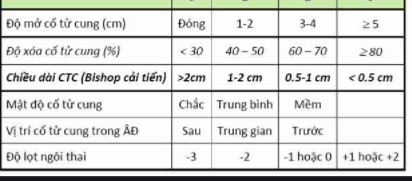 Độ mở cổ tử cung (cm) Đóng 1-2 3-4 ≥ 5
Độ xóa cổ tử cung (%) < 30 40 – 50 60 – 70 ≥80
Chiều dài CTC (Bishop cải tiến) >2cm 1-2 cm 0.5-1 cm < 0.5 cm
Mật độ cổ tử cung Chắc Trung bình Mềm
Vị trí cổ tử cung trong ÂĐ Sau Trung gian Trước
Độ lọt ngôi thai -3 -2 -1 hoặc 0 +1 hoặc +2